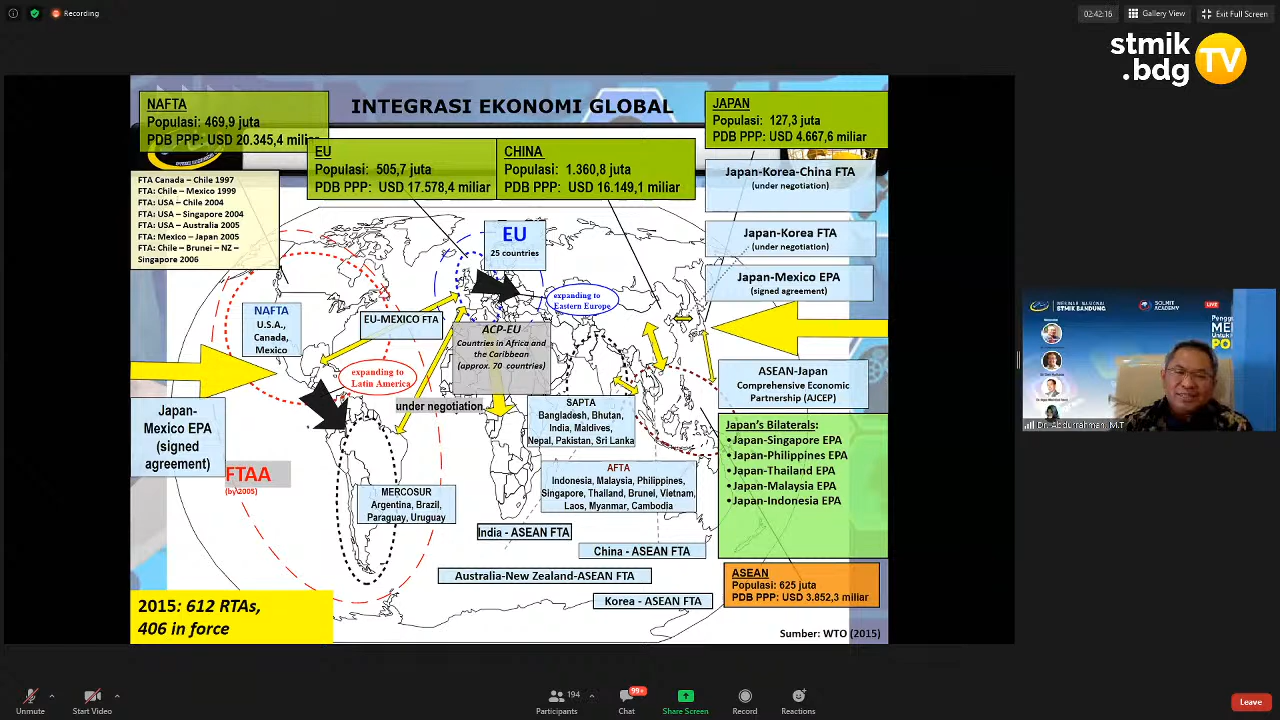 Recording
02:42:15
Gallery View
Exit Full Screen
stmik
.bdg
TV
INTEGRASI EKONOMI GLOBAL
NAFTA
Populasi: 469,9 juta
PDB PPP: USD 20.345,4 miliar
EU
Populasi: 505,7 juta
PDB PPP: USD 17.578,4 miliar
CHINA
Populasi: 1.360,8 juta
PDB PPP: USD 16.149,1 miliar
JAPAN
Populasi: 127,3 juta
PDB PPP: USD 4.667,6 miliar
FTA Canada – Chile 1997
FTA: Chile – Mexico 1999
FTA: USA – Chile 2004
FTA: USA – Singapore 2004
FTA: USA – Australia 2005
FTA: Mexico – Japan 2005
FTA: Chile – Brunei – NZ –
Singapore 2006
Japan-Korea-China FTA
(under negotiation)
Japan-Korea FTA
(under negotiation)
Japan-Mexico EPA
(signed agreement)
EU
25 countries
expanding to
Eastern Europe
NAFTA
U.S.A.,
Canada,
Mexico
EU-MEXICO FTA
ACP-EU
Countries in Africa and
the Caribbean
(approx. 70 countries)
expanding to
Latin America
under negotiation
ASEAN-Japan
Comprehensive Economic
Partnership (AJCEP)
Japan-
Mexico EPA
(signed
agreement)
SAPTA
Bangladesh, Bhutan,
India, Maldives,
Nepal, Pakistan, Sri Lanka
Japan's Bilaterals:
•Japan-Singapore EPA
•Japan-Philippines EPA
•Japan-Thailand EPA
•Japan-Malaysia EPA
•Japan-Indonesia EPA
FTAA
(by 2005)
AFTA
Indonesia, Malaysia, Philippines,
Singapore, Thailand, Brunei, Vietnam,
Laos, Myanmar, Cambodia
MERCOSUR
Argentina, Brazil,
Paraguay, Uruguay
India - ASEAN FTA
China - ASEAN FTA
Australia-New Zealand-ASEAN FTA
Korea - ASEAN FTA
ASEAN
Populasi: 625 juta
PDB PPP: USD 3.852,3 miliar
2015: 612 RTAs,
406 in force
Sumber: WTO (2015)
WEBINAR NASIONAL
STMIK BANDUNG
SOLMIT
ACADEMY
LIVE
Dr. Abdurrahman, M.T
Unmute
Start Video
194
Participants
99+
Chat
Share Screen
Record
Reactions
Leave